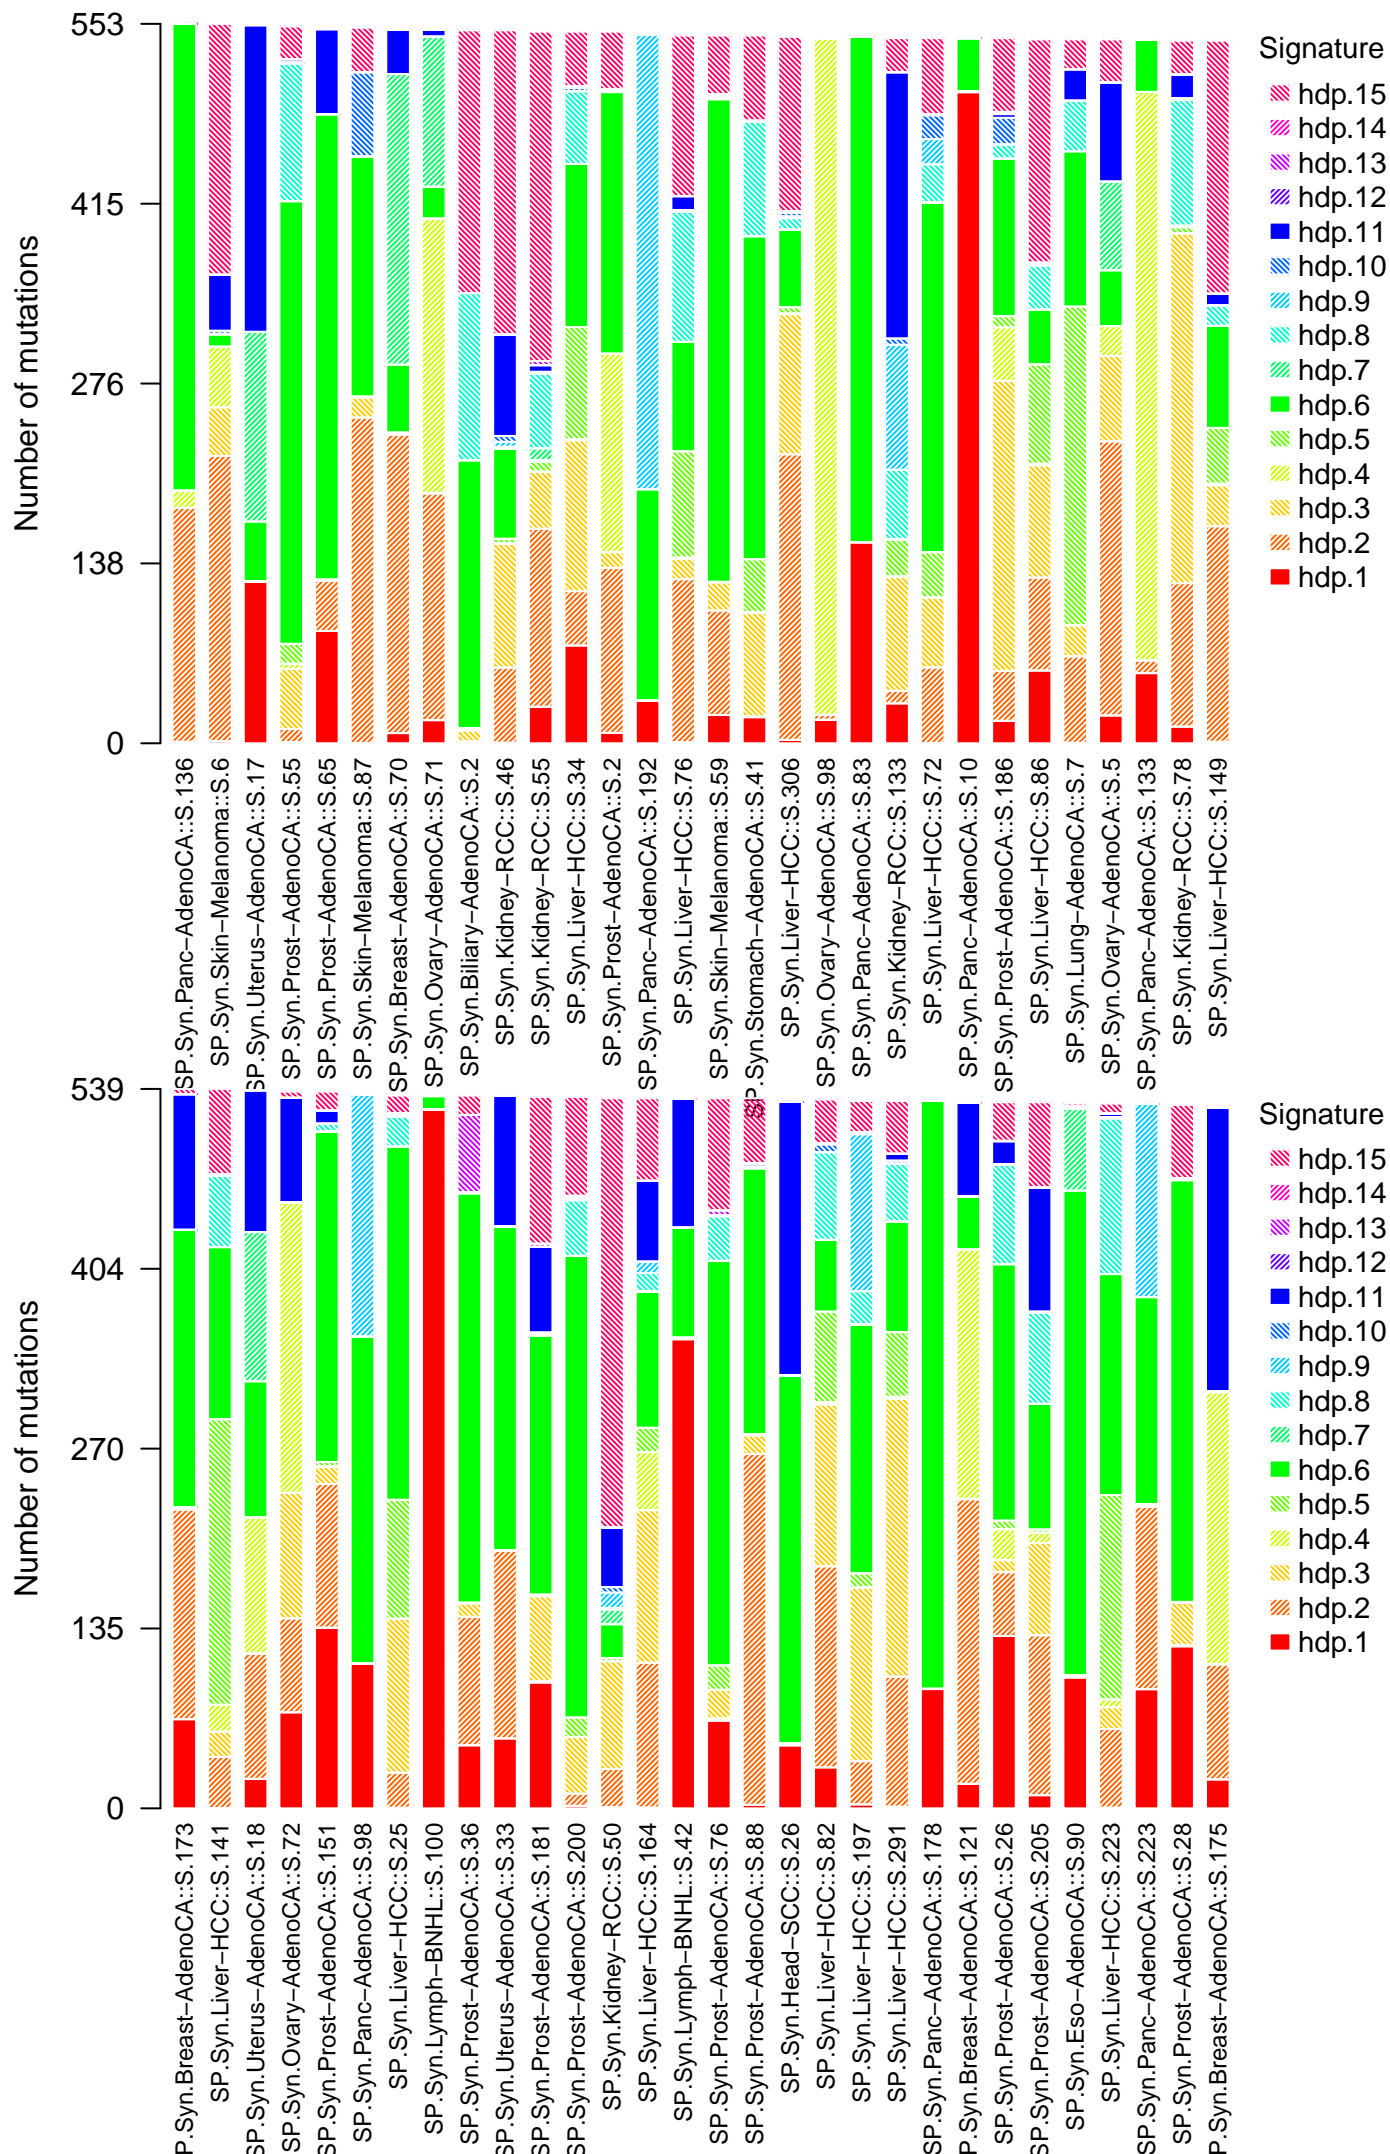 Number of mutations
553
415
276
138
0
Signature
hdp.15
hdp.14
hdp.13
hdp.12
hdp.11
hdp.10
hdp.9
hdp.8
hdp.7
hdp.6
hdp.5
hdp.4
hdp.3
hdp.2
hdp.1
SP.Syn.Panc−AdenoCA::S.136
SP.Syn.Skin−Melanoma::S.6
SP.Syn.Uterus−AdenoCA::S.17
SP.Syn.Prost−AdenoCA::S.55
SP.Syn.Prost−AdenoCA::S.65
SP.Syn.Skin−Melanoma::S.87
SP.Syn.Breast−AdenoCA::S.70
SP.Syn.Ovary−AdenoCA::S.71
SP.Syn.Biliary−AdenoCA::S.2
SP.Syn.Kidney−RCC::S.46
SP.Syn.Kidney−RCC::S.55
SP.Syn.Liver−HCC::S.34
SP.Syn.Prost−AdenoCA::S.2
SP.Syn.Panc−AdenoCA::S.192
SP.Syn.Liver−HCC::S.76
SP.Syn.Skin−Melanoma::S.59
SP.Syn.Stomach−AdenoCA::S.41
SP.Syn.Liver−HCC::S.306
SP.Syn.Ovary−AdenoCA::S.98
SP.Syn.Panc−AdenoCA::S.83
SP.Syn.Kidney−RCC::S.133
SP.Syn.Liver−HCC::S.72
SP.Syn.Panc−AdenoCA::S.10
SP.Syn.Prost−AdenoCA::S.186
SP.Syn.Liver−HCC::S.86
SP.Syn.Lung−AdenoCA::S.7
SP.Syn.Ovary−AdenoCA::S.5
SP.Syn.Panc−AdenoCA::S.133
SP.Syn.Kidney−RCC::S.78
SP.Syn.Liver−HCC::S.149
Number of mutations
539
404
270
135
0
Signature
hdp.15
hdp.14
hdp.13
hdp.12
hdp.11
hdp.10
hdp.9
hdp.8
hdp.7
hdp.6
hdp.5
hdp.4
hdp.3
hdp.2
hdp.1
P.Syn.Breast−AdenoCA::S.173
SP.Syn.Liver−HCC::S.141
SP.Syn.Uterus−AdenoCA::S.18
SP.Syn.Ovary−AdenoCA::S.72
SP.Syn.Prost−AdenoCA::S.151
SP.Syn.Panc−AdenoCA::S.98
SP.Syn.Liver−HCC::S.25
SP.Syn.Lymph−BNHL::S.100
SP.Syn.Prost−AdenoCA::S.36
SP.Syn.Uterus−AdenoCA::S.33
SP.Syn.Prost−AdenoCA::S.181
SP.Syn.Prost−AdenoCA::S.200
SP.Syn.Kidney−RCC::S.50
SP.Syn.Liver−HCC::S.164
SP.Syn.Lymph−BNHL::S.42
SP.Syn.Prost−AdenoCA::S.76
SP.Syn.Prost−AdenoCA::S.88
SP.Syn.Head−SCC::S.26
SP.Syn.Liver−HCC::S.82
SP.Syn.Liver−HCC::S.197
SP.Syn.Liver−HCC::S.291
SP.Syn.Panc−AdenoCA::S.178
SP.Syn.Breast−AdenoCA::S.121
SP.Syn.Prost−AdenoCA::S.26
SP.Syn.Prost−AdenoCA::S.205
SP.Syn.Eso−AdenoCA::S.90
SP.Syn.Liver−HCC::S.223
SP.Syn.Panc−AdenoCA::S.223
SP.Syn.Prost−AdenoCA::S.28
SP.Syn.Breast−AdenoCA::S.175